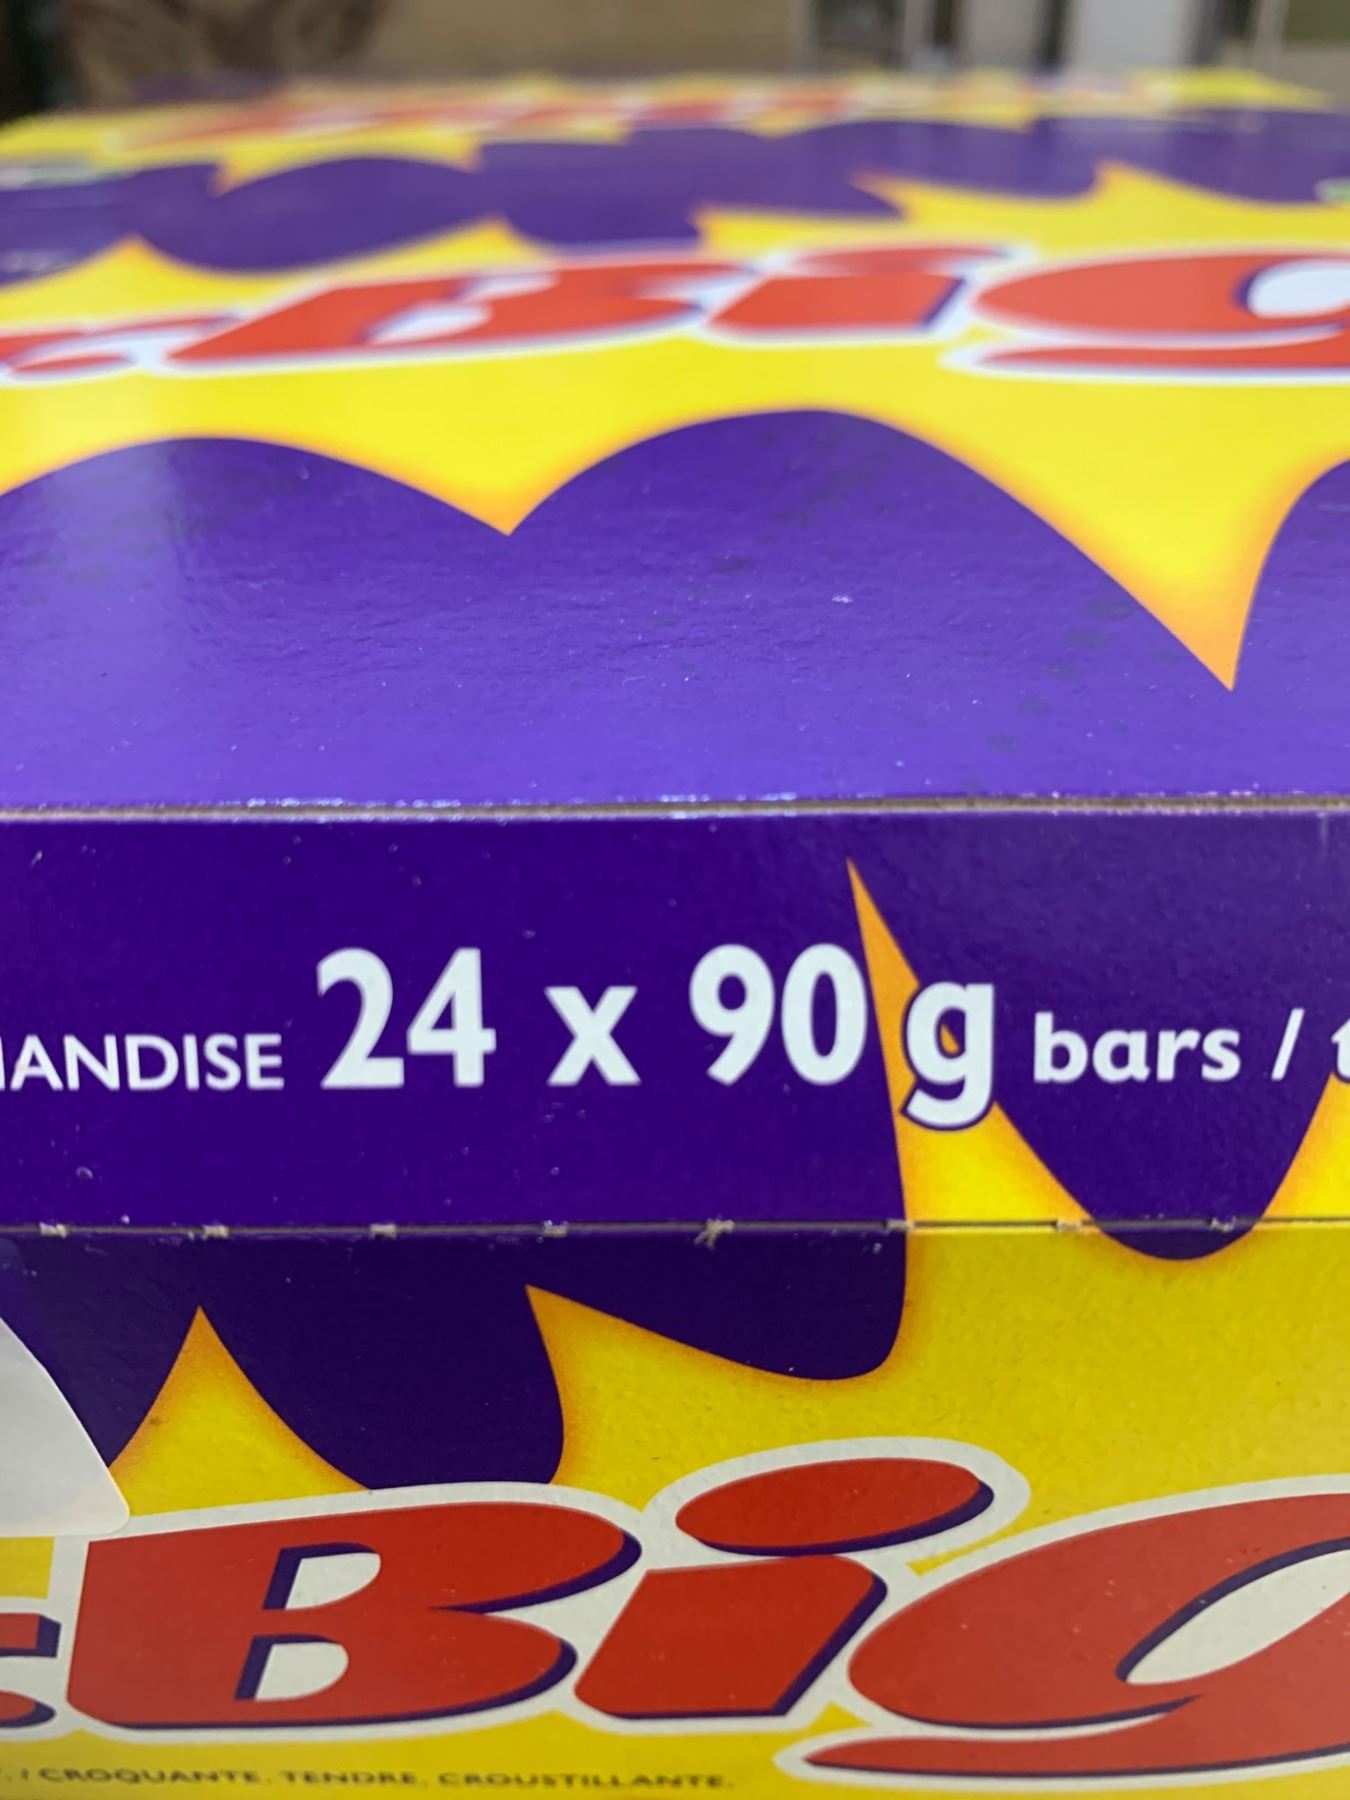 r. Big
ANDISE 24 x 90 g bars / t
r. Big
/ CROQUANTE, TENDRE, CROUSTILLANTE.